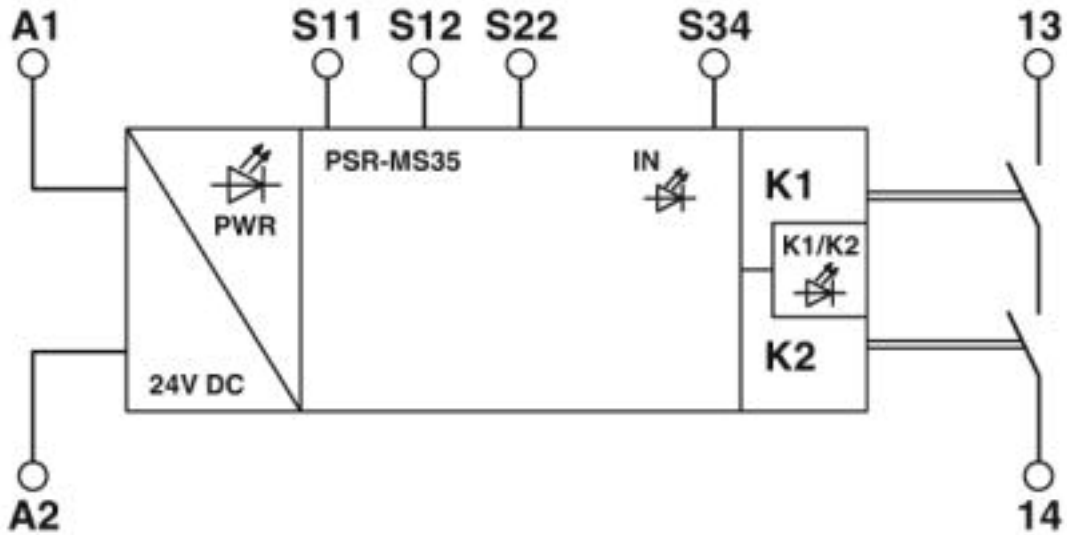 A1 S11 S12 S22 S34 13
PSR-MS35 IN
K1
PWR
K1/K2
K2
24V DC
A2 14